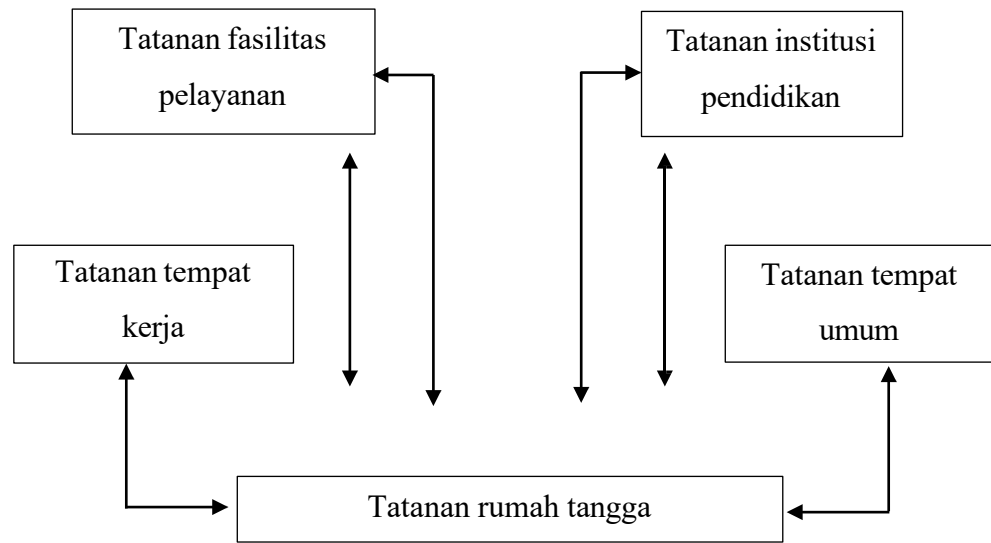 Tatanan fasilitas
pelayanan
Tatanan institusi
pendidikan
Tatanan tempat
kerja
Tatanan tempat
umum
Tatanan rumah tangga